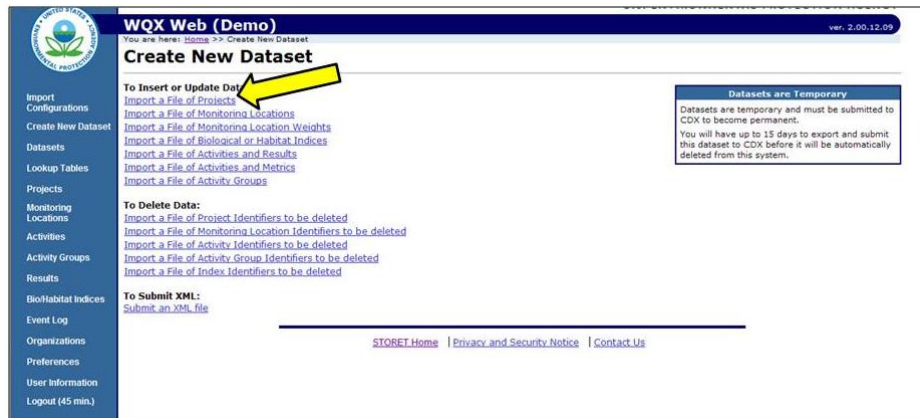 WQX Web (Demo)
ver. 2.00.12.09
You are here: Home >> Create New Dataset
Create New Dataset
Import Configurations
Create New Dataset
Datasets
Lookup Tables
Projects
Monitoring Locations
Activities
Activity Groups
Results
Bio/Habitat Indices
Event Log
Organizations
Preferences
User Information
Logout (45 min.)
To Insert or Update
Import a File of Projects
Import a File of Monitoring Locations
Import a File of Monitoring Location Weights
Import a File of Biological or Habitat Indices
Import a File of Activities and Results
Import a File of Activities and Metrics
Import a File of Activity Groups
To Delete Data:
Import a File of Project Identifiers to be deleted
Import a File of Monitoring Location Identifiers to be deleted
Import a File of Activity Identifiers to be deleted
Import a File of Activity Group Identifiers to be deleted
Import a File of Index Identifiers to be deleted
To Submit XML:
Submit an XML file
Datasets are Temporary
Datasets are temporary and must be submitted to
CDX to become permanent.
You will have up to 15 days to export and submit
this dataset to CDX before it will be automatically
deleted from this system.
STORET Home | Privacy and Security Notice | Contact Us